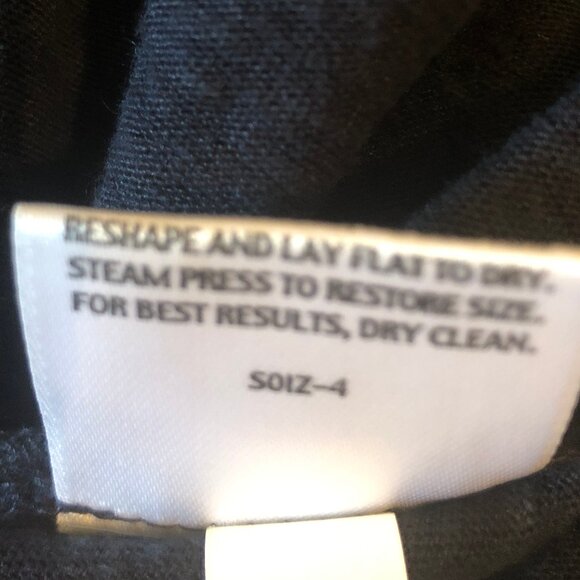 RESHAPE AND LAY FLAT TO DRY.
STEAM PRESS TO RESTORE SIZE.
FOR BEST RESULTS, DRY CLEAN.
S01Z-4